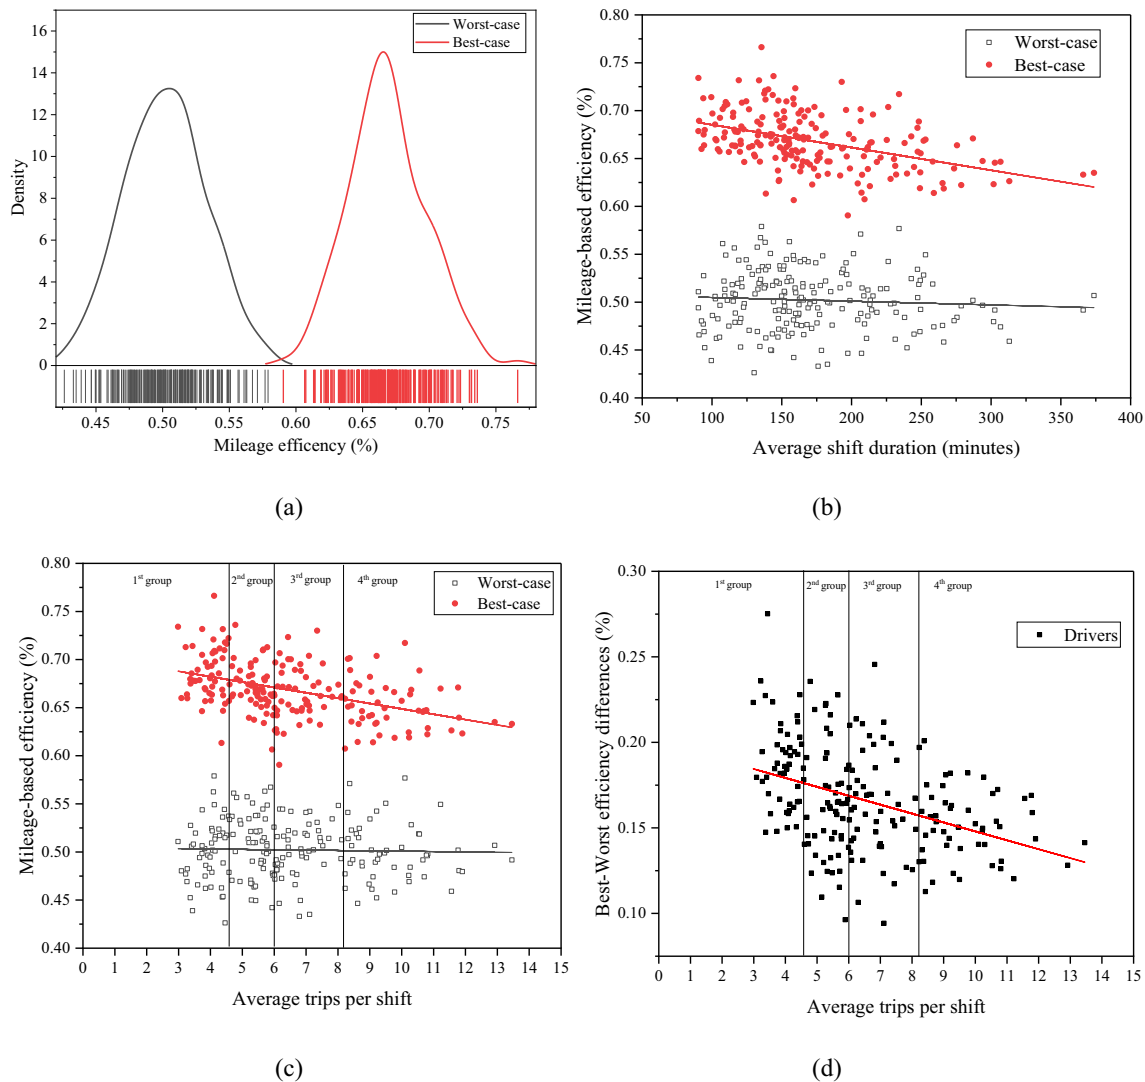 16
14
12
10
8
6
4
2
0
Density
Worst-case
Best-case
0.45 0.50 0.55 0.60 0.65 0.70 0.75
Mileage efficency (%)
(a)
0.80
0.75
0.70
0.65
0.60
0.55
0.50
0.45
0.40
Mileage-based efficiency (%)
Worst-case
Best-case
50 100 150 200 250 300 350 400
Average shift duration (minutes)
(b)
0.80
0.75
0.70
0.65
0.60
0.55
0.50
0.45
0.40
Mileage-based efficiency (%)
1st group 2nd group 3rd group 4th group
Worst-case
Best-case
0 1 2 3 4 5 6 7 8 9 10 11 12 13 14 15
Average trips per shift
(c)
0.30
0.25
0.20
0.15
0.10
Best-Worst efficiency differences (%)
1st group 2nd group 3rd group 4th group
Drivers
0 1 2 3 4 5 6 7 8 9 10 11 12 13 14 15
Average trips per shift
(d)